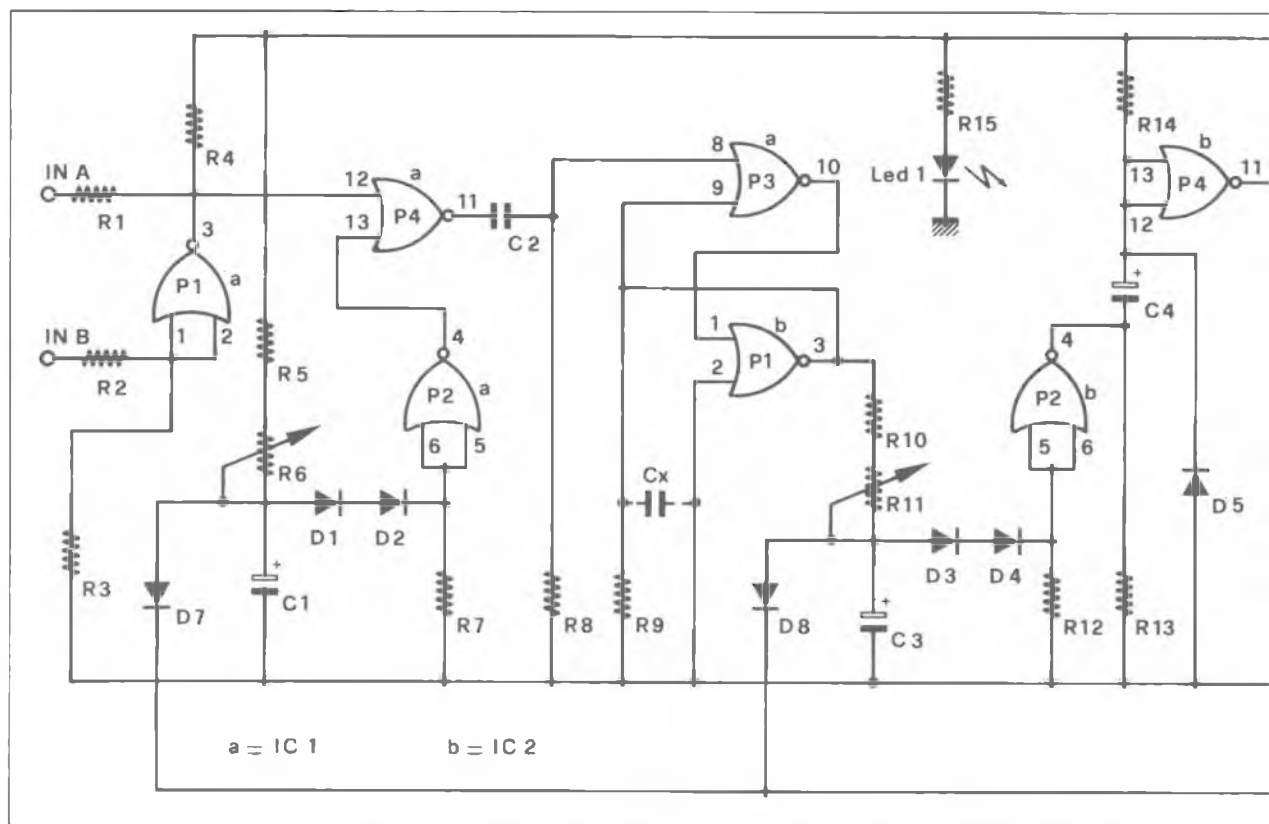 R4
R15
R14
b
P4
11
13
12
Led 1
IN A
R1
12
a
P4
11
13
C2
8
a
P3
10
9
3
P1
a
1
2
IN B
R2
R5
R6
4
P2
a
6
5
1
b
P1
3
2
R10
R11
+
C4
4
P2
b
5
6
Cx
D1
D2
D3
D4
D5
R3
D7
+
C1
R7
R8
R9
D8
+
C3
R12
R13
a = IC 1
b = IC 2